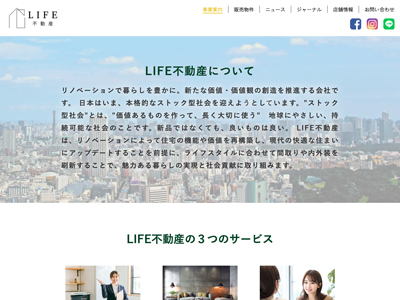 LIFE
不動産
事業案内
販売物件
ニュース
ジャーナル
店舗情報
お問い合わせ
LIFE不動産について
リノベーションで暮らしを豊かに。新たな価値・価値観の創造を推進する会社で
す。 日本はいま、本格的なストック型社会を迎えようとしています。"ストック
型社会"とは、"価値あるものを作って、長く大切に使う" 地球にやさしい、持
続可能な社会のことです。新品ではなくても、良いものは良い。 LIFE不動産
は、リノベーションによって住宅の機能や価値を再構築し、現代の快適な住ま
いにアップデートすることを前提に、ライフスタイルに合わせて間取りや内外装を
刷新することで、魅力ある暮らしの実現と社会貢献に取り組みます。
LIFE不動産の３つのサービス